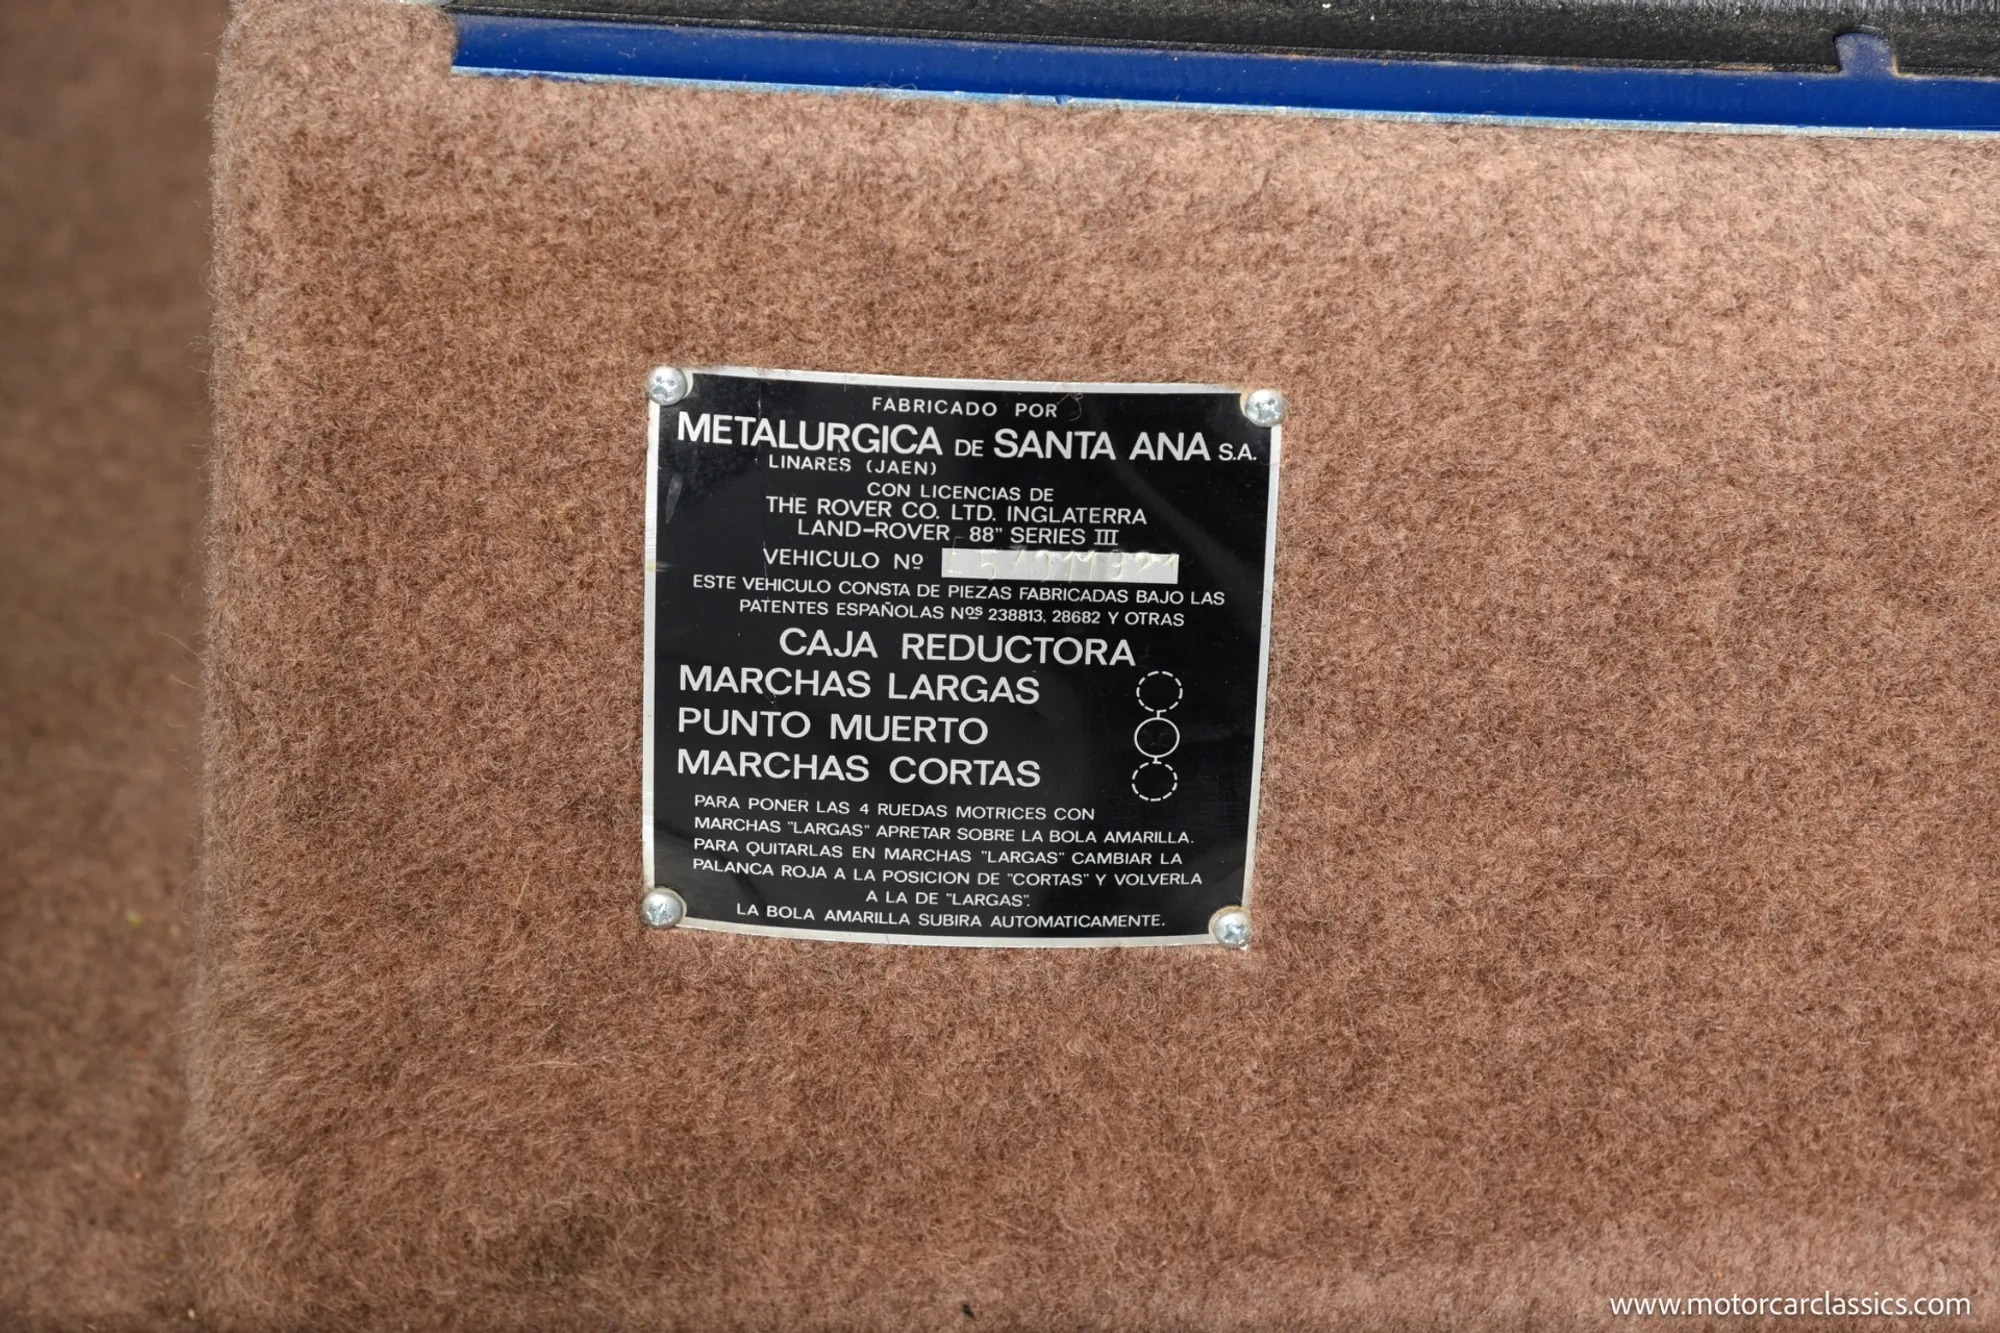 FABRICADO POR
METALURGICA DE SANTA ANA S.A.
LINARES (JAEN)
CON LICENCIAS DE
THE ROVER CO. LTD. INGLATERRA
LAND-ROVER 88" SERIES III
VEHICULO Nº
ESTE VEHICULO CONSTA DE PIEZAS FABRICADAS BAJO LAS
PATENTES ESPAÑOLAS Nºs 238813, 28682 Y OTRAS
CAJA REDUCTORA
MARCHAS LARGAS
PUNTO MUERTO
MARCHAS CORTAS
PARA PONER LAS 4 RUEDAS MOTRICES CON
MARCHAS "LARGAS" APRETAR SOBRE LA BOLA AMARILLA.
PARA QUITARLAS EN MARCHAS "LARGAS" CAMBIAR LA
PALANCA ROJA A LA POSICION DE "CORTAS" Y VOLVERLA
A LA DE "LARGAS".
LA BOLA AMARILLA SUBIRA AUTOMATICAMENTE.
www.motorcarclassics.com